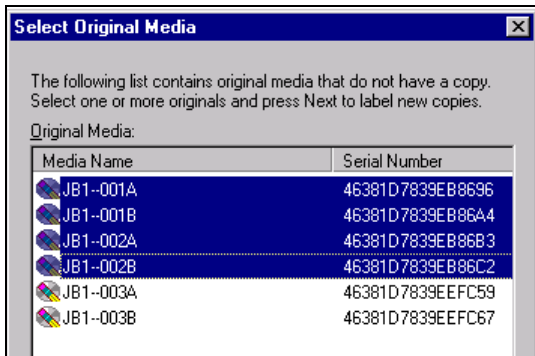 Select Original Media
The following list contains original media that do not have a copy.
Select one or more originals and press Next to label new copies.
Original Media:
Media Name Serial Number
JB1--001A 46381D7839EB8696
JB1--001B 46381D7839EB86A4
JB1--002A 46381D7839EB86B3
JB1--002B 46381D7839EB86C2
JB1--003A 46381D7839EEFC59
JB1--003B 46381D7839EEFC67